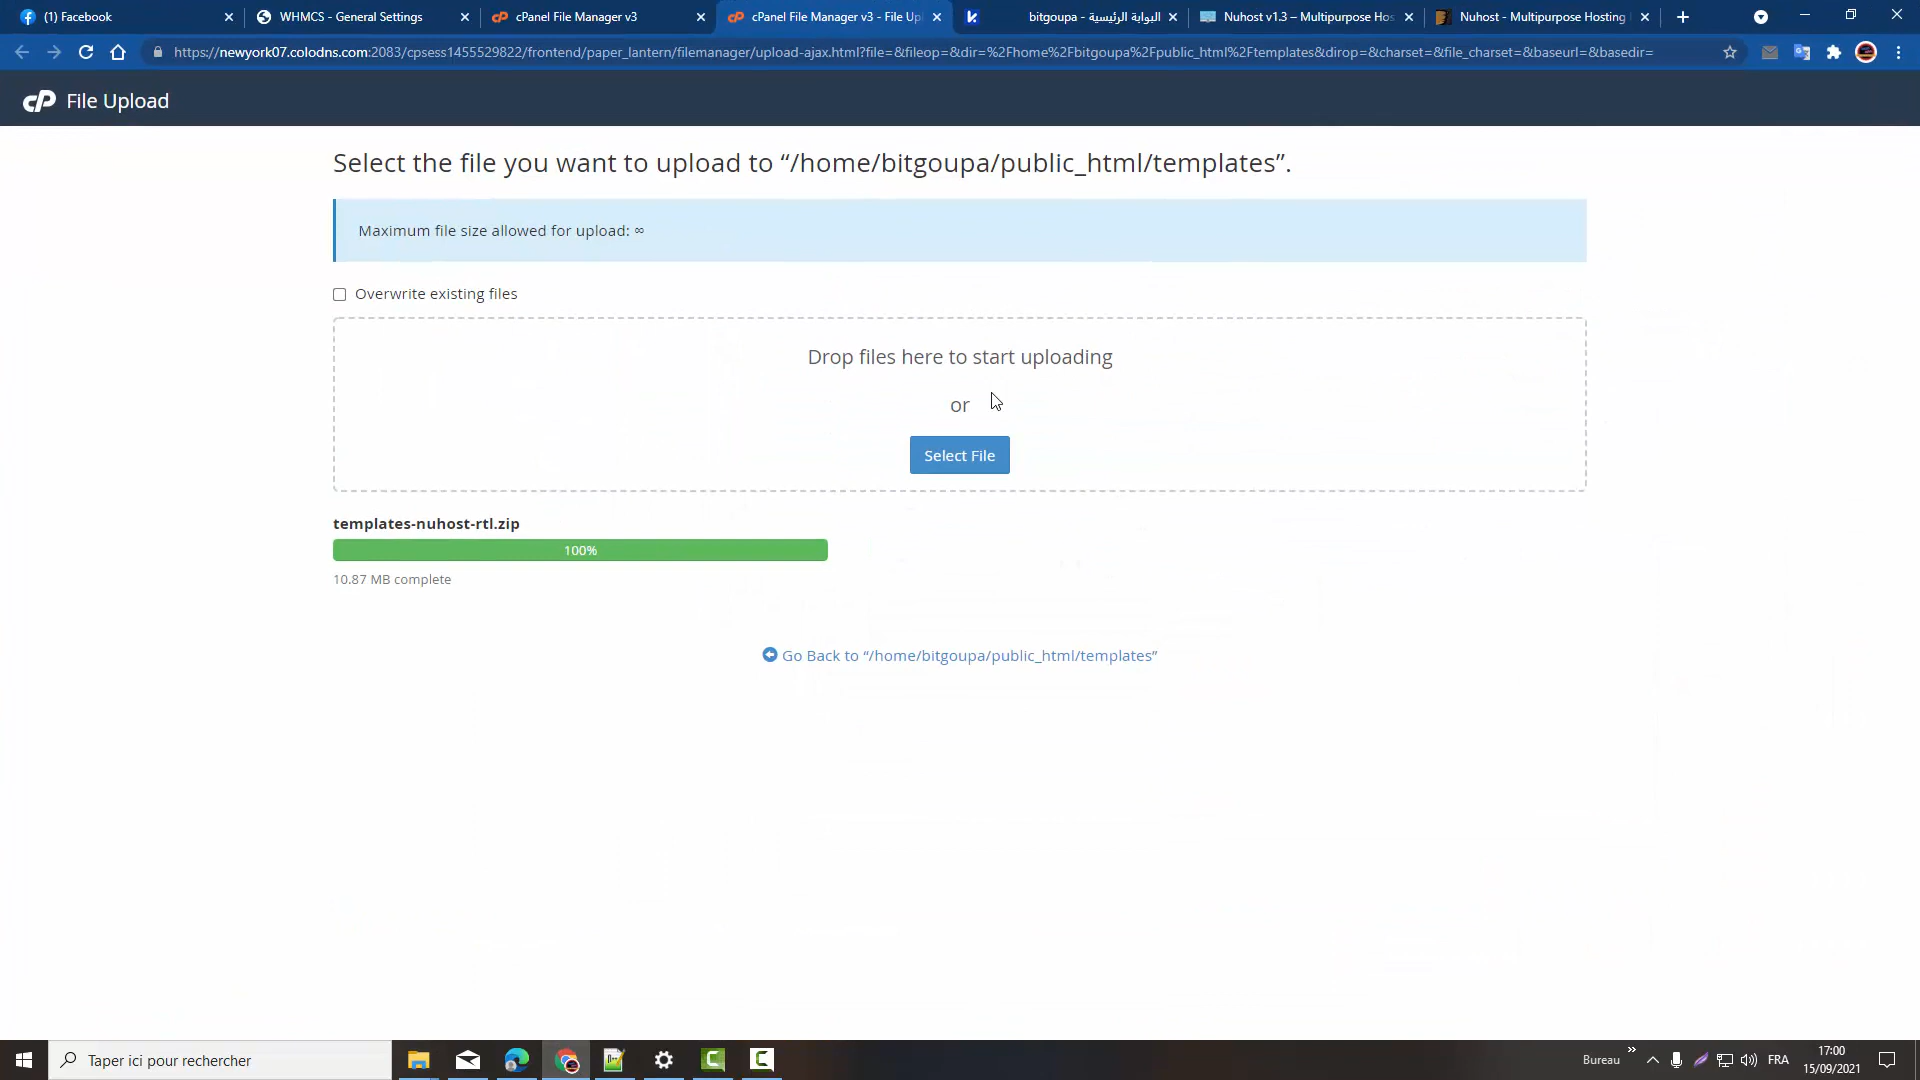 (1) Facebook
WHMCS - General Settings
cPanel File Manager v3
cPanel File Manager v3 - File Upl
bitgoupa - البوابة الرئيسية
Nuhost v1.3 – Multipurpose Hos
Nuhost - Multipurpose Hosting
https://newyork07.colodns.com:2083/cpsess1455529822/frontend/paper_lantern/filemanager/upload-ajax.html?file=&fileop=&dir=%2Fhome%2Fbitgoupa%2Fpublic_html%2Ftemplates&dirop=&charset=&file_charset=&baseurl=&basedir=
cP File Upload
Select the file you want to upload to “/home/bitgoupa/public_html/templates”.
Maximum file size allowed for upload: ∞
Overwrite existing files
Drop files here to start uploading
or
Select File
templates-nuhost-rtl.zip
100%
10.87 MB complete
Go Back to “/home/bitgoupa/public_html/templates”
Taper ici pour rechercher
Bureau
»
FRA
17:00
15/09/2021